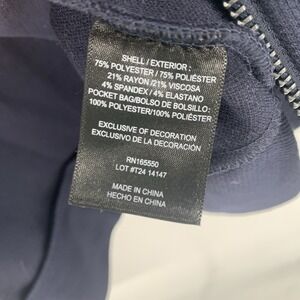 SHELL / EXTERIOR :
75% POLYESTER / 75% POLIÉSTER
21% RAYON /21% VISCOSA
4% SPANDEX / 4% ELASTANO
POCKET BAG/BOLSO DE BOLSILLO:
100% POLYESTER/100% POLIÉSTER
EXCLUSIVE OF DECORATION
EXCLUSIVO DE LA DECORACIÓN
RN165550
LOT #T24 14147
MADE IN CHINA
HECHO EN CHINA